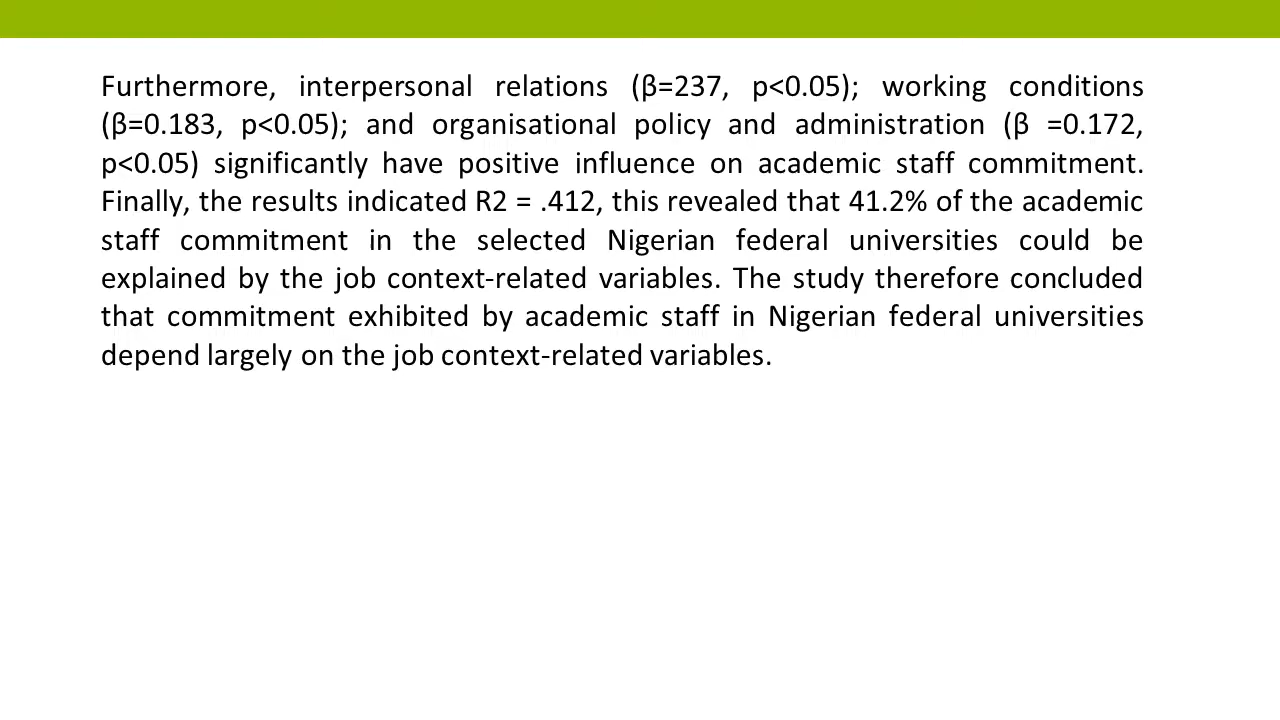 Furthermore, interpersonal relations (β=237, p<0.05); working conditions
(β=0.183, p<0.05); and organisational policy and administration (β =0.172,
p<0.05) significantly have positive influence on academic staff commitment.
Finally, the results indicated R2 = .412, this revealed that 41.2% of the academic
staff commitment in the selected Nigerian federal universities could be
explained by the job context-related variables. The study therefore concluded
that commitment exhibited by academic staff in Nigerian federal universities
depend largely on the job context-related variables.